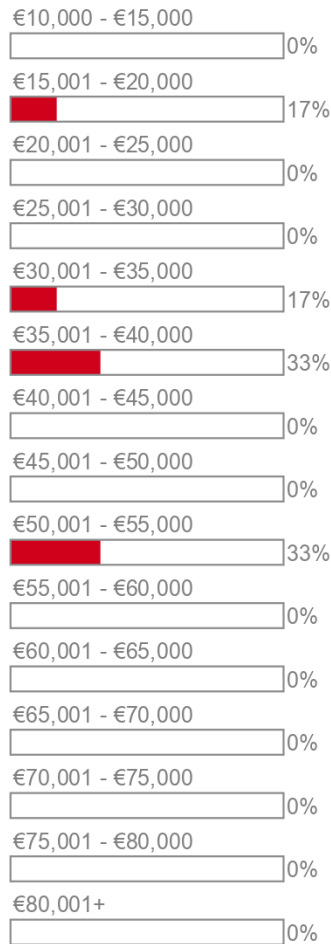 €10,000 - €15,000
0%
€15,001 - €20,000
17%
€20,001 - €25,000
0%
€25,001 - €30,000
0%
€30,001 - €35,000
17%
€35,001 - €40,000
33%
€40,001 - €45,000
0%
€45,001 - €50,000
0%
€50,001 - €55,000
33%
€55,001 - €60,000
0%
€60,001 - €65,000
0%
€65,001 - €70,000
0%
€70,001 - €75,000
0%
€75,001 - €80,000
0%
€80,001+
0%